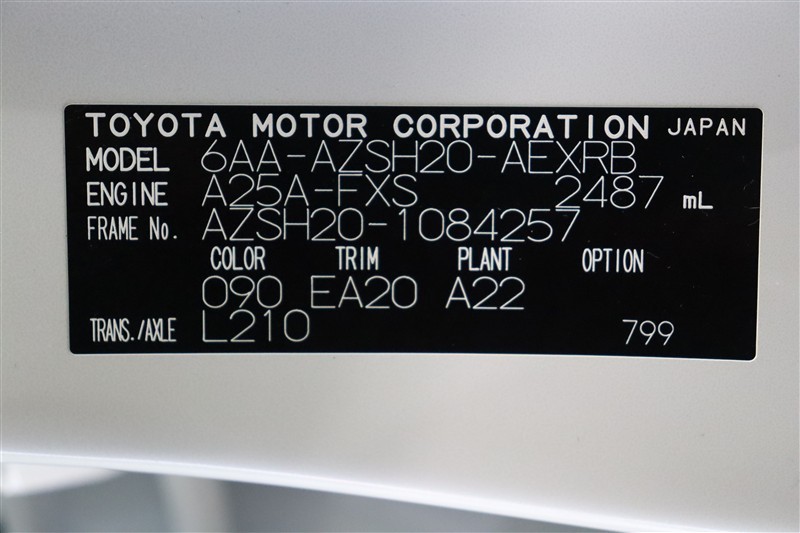 TOYOTA MOTOR CORPORATION JAPAN
MODEL 6AA-AZSH20-AEXRB
ENGINE A25A-FXS 2487 mL
FRAME No. AZSH20-1084257
COLOR TRIM PLANT OPTION
090 EA20 A22
TRANS./AXLE L210 799